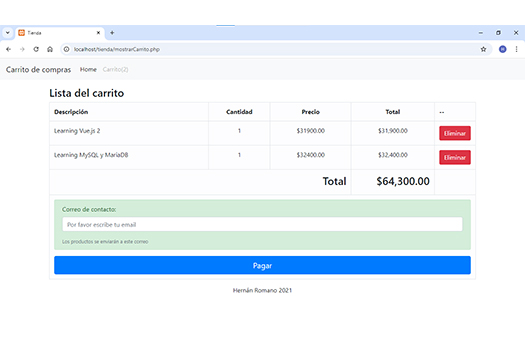 Tienda
localhost/tienda/mostrarCarrito.php
Carrito de compras Home Carrito(2)
Lista del carrito
Descripción Cantidad Precio Total --
Learning Vue.js 2 1 $31900.00 $31,900.00 Eliminar
Learning MySQL y MariaDB 1 $32400.00 $32,400.00 Eliminar
Total $64,300.00
Correo de contacto:
Por favor escribe tu email
Los productos se enviarán a este correo
Pagar
Hernán Romano 2021